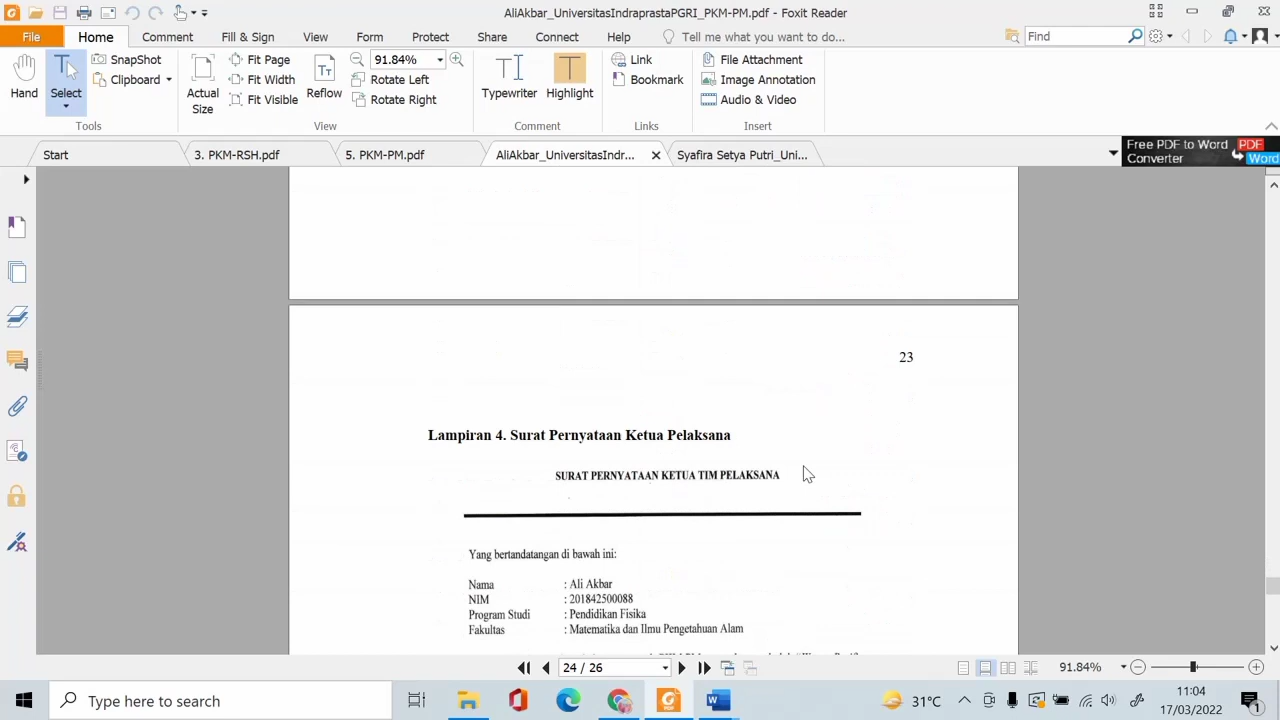 AliAkbar_UniversitasIndraprastaPGRI_PKM-PM.pdf - Foxit Reader
File Home Comment Fill & Sign View Form Protect Share Connect Help Tell me what you want to do... Find
Hand Select SnapShot Clipboard Actual Size Fit Page Fit Width Fit Visible Reflow 91.84% Rotate Left Rotate Right Typewriter Highlight Link Bookmark File Attachment Image Annotation Audio & Video
Tools View Comment Links Insert
Start 3. PKM-RSH.pdf 5. PKM-PM.pdf AliAkbar_UniversitasIndr... Syafira Setya Putri_Uni...
Free PDF to Word Converter PDF Word
23
Lampiran 4. Surat Pernyataan Ketua Pelaksana
SURAT PERNYATAAN KETUA TIM PELAKSANA
Yang bertandatangan di bawah ini:
Nama : Ali Akbar
NIM : 201842500088
Program Studi : Pendidikan Fisika
Fakultas : Matematika dan Ilmu Pengetahuan Alam
24 / 26 91.84%
Type here to search 31°C 11:04
17/03/2022 1